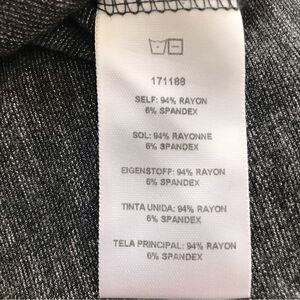 171188
SELF: 94% RAYON
6% SPANDEX
SOL: 94% RAYONNE
6% SPANDEX
EIGENSTOFF: 94% RAYON
6% SPANDEX
TINTA UNIDA: 94% RAYON
6% SPANDEX
TELA PRINCIPAL: 94% RAYON
6% SPANDEX